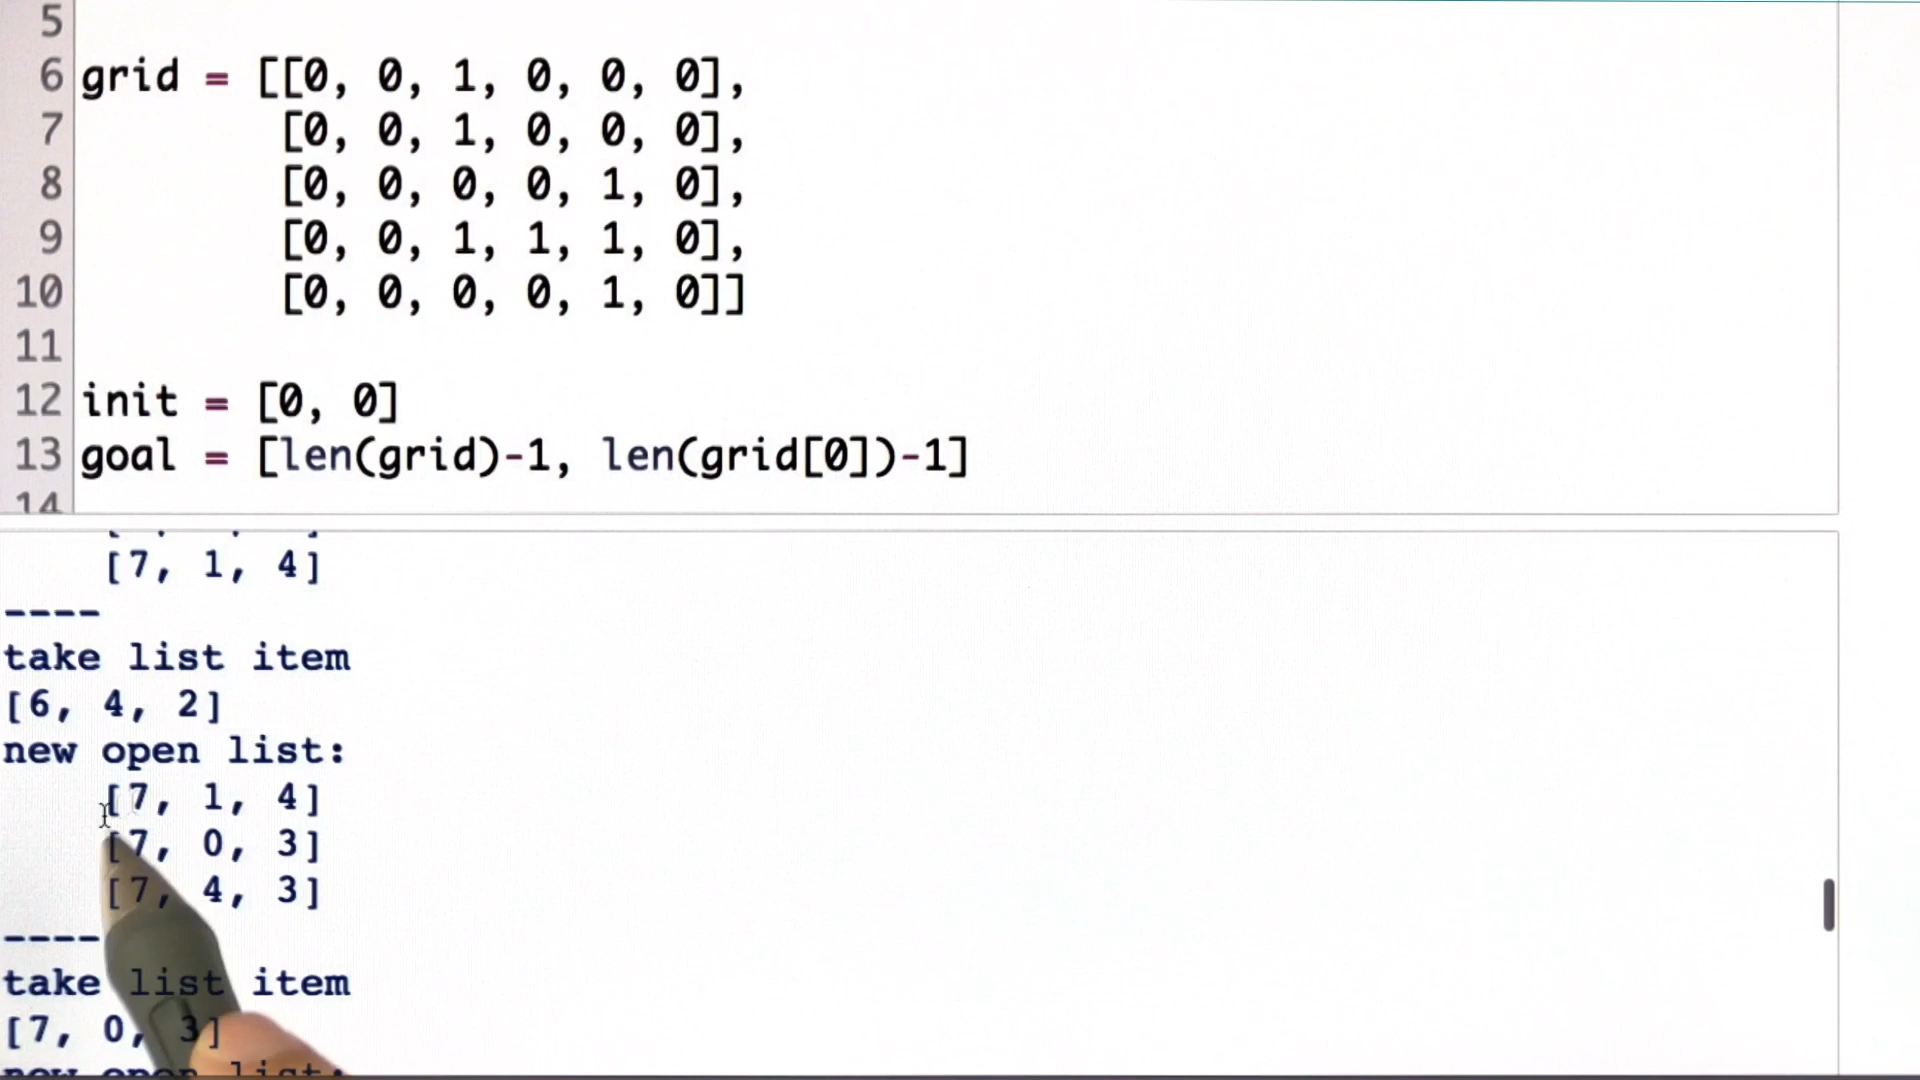 5
6 grid = [[0, 0, 1, 0, 0, 0],
7 [0, 0, 1, 0, 0, 0],
8 [0, 0, 0, 0, 1, 0],
9 [0, 0, 1, 1, 1, 0],
10 [0, 0, 0, 0, 1, 0]]
11
12 init = [0, 0]
13 goal = [len(grid)-1, len(grid[0])-1]
14
[7, 1, 4]
----
take list item
[6, 4, 2]
new open list:
[7, 1, 4]
[7, 0, 3]
[7, 4, 3]
----
take list item
[7, 0, 3]
new open list: